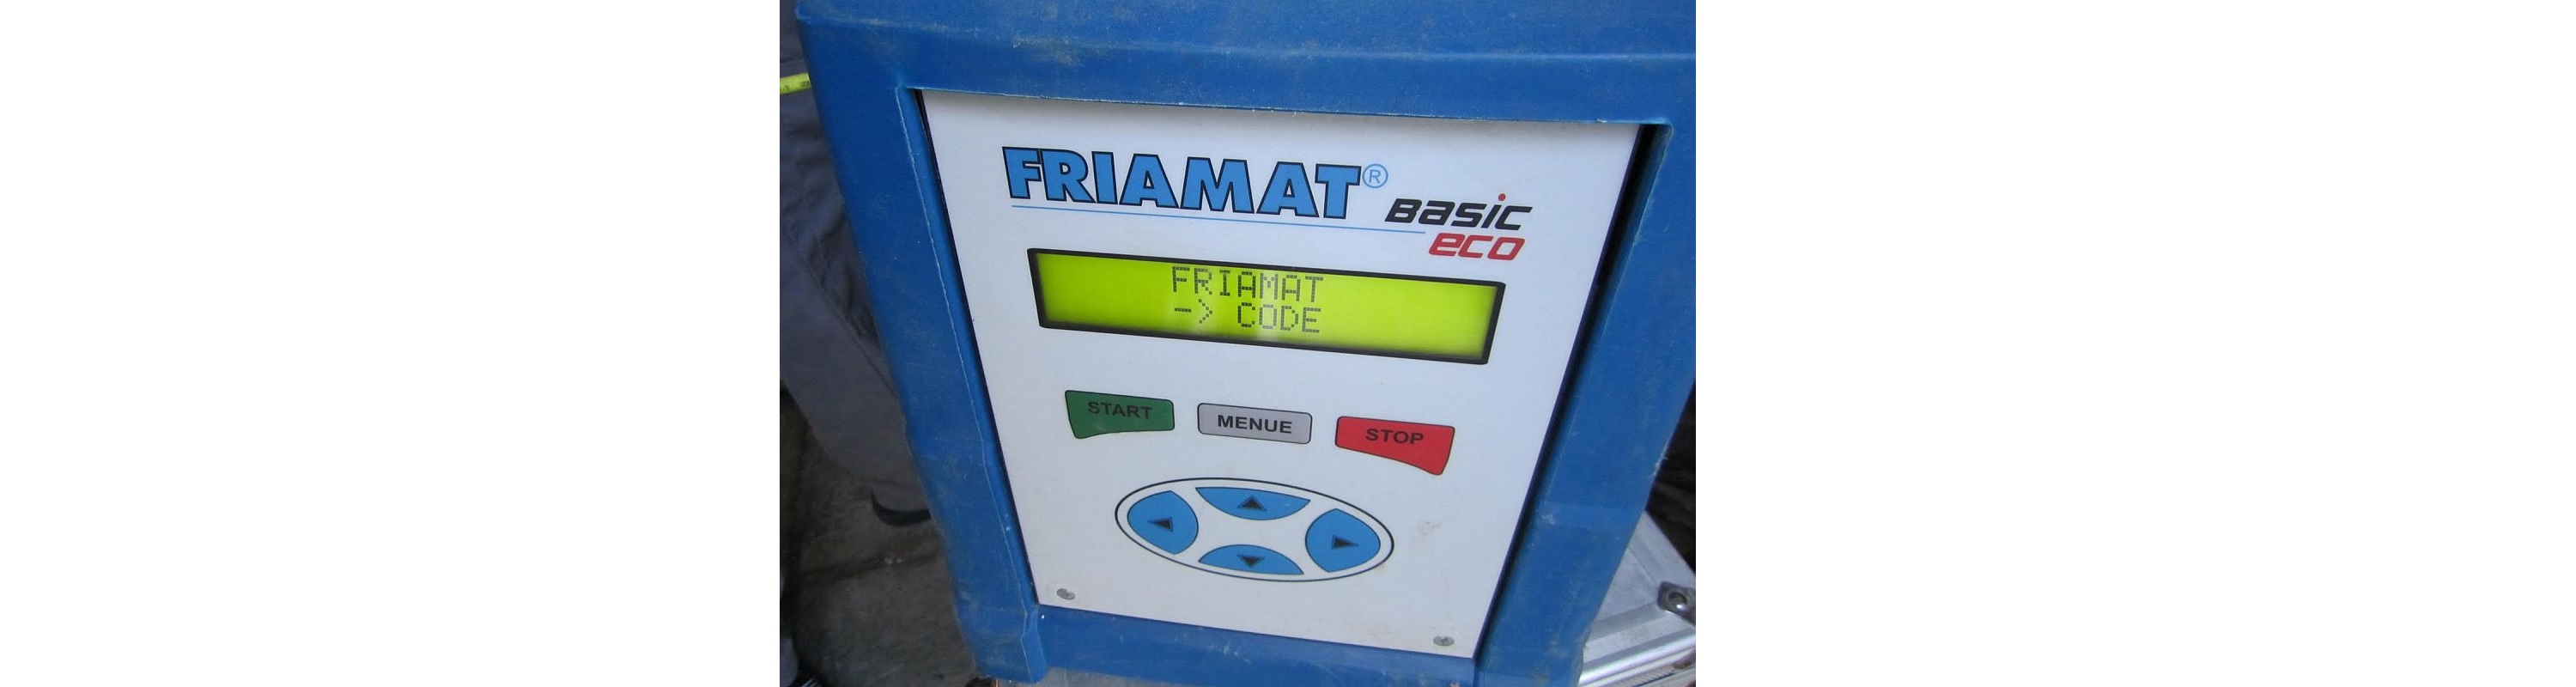 FRIAMAT®
BASIC
eco
FRIAMAT
-> CODE
START
MENUE
STOP